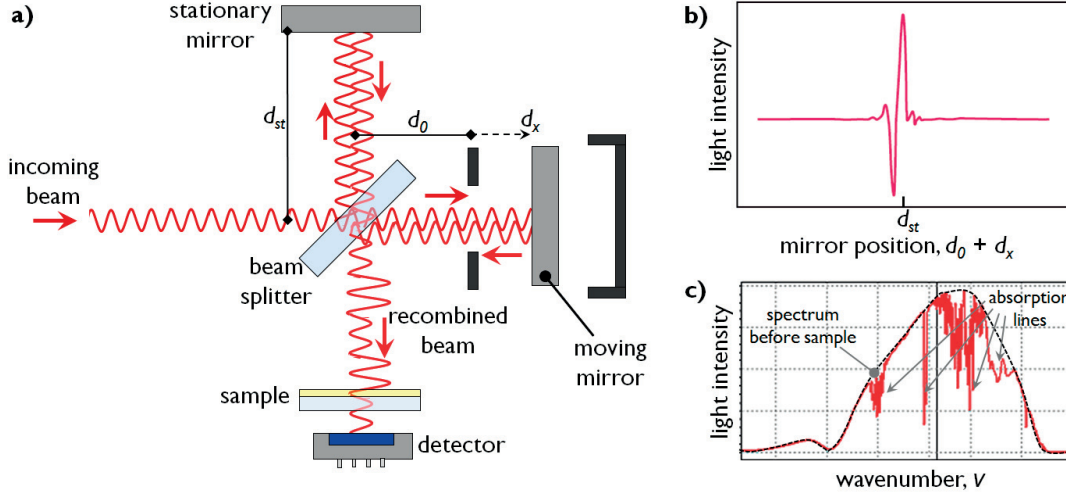 a)
stationary
mirror
d_st
d_0
d_x
incoming
beam
beam
splitter
recombined
beam
moving
mirror
sample
detector
b)
light intensity
d_st
mirror position, d_0 + d_x
c)
light intensity
spectrum
before sample
absorption
lines
wavenumber, v